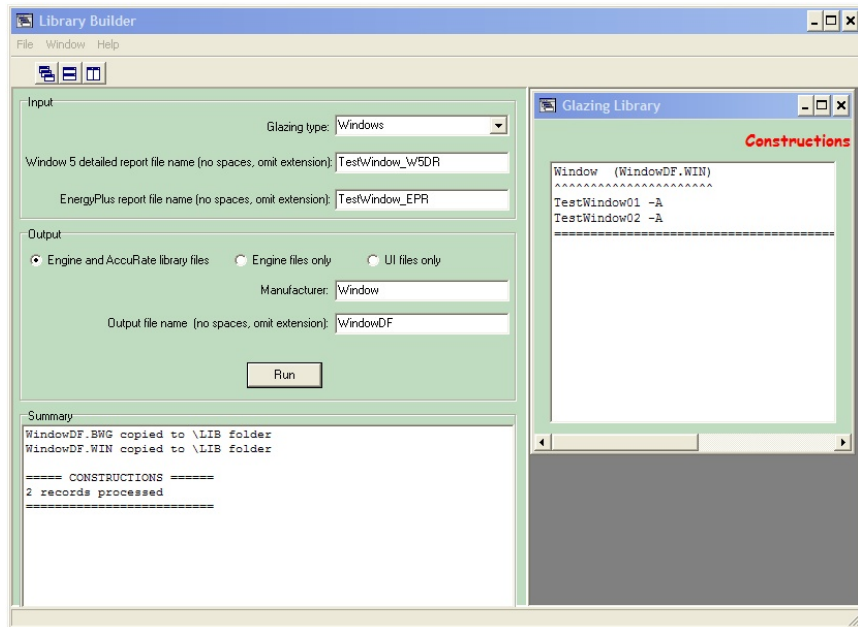 Library Builder
File Window Help
Input
Glazing type: Windows
Window 5 detailed report file name (no spaces, omit extension): TestWindow_W5DR
EnergyPlus report file name (no spaces, omit extension): TestWindow_EPR
Output
Engine and AccuRate library files Engine files only UI files only
Manufacturer: Window
Output file name (no spaces, omit extension): WindowDF
Run
Summary
WindowDF.BWG copied to \LIB folder
WindowDF.WIN copied to \LIB folder
===== CONSTRUCTIONS ======
2 records processed
==========================
Glazing Library
Constructions
Window (WindowDF.WIN)
^^^^^^^^^^^^^^^^^^^^^^
TestWindow01 -A
TestWindow02 -A
=======================================